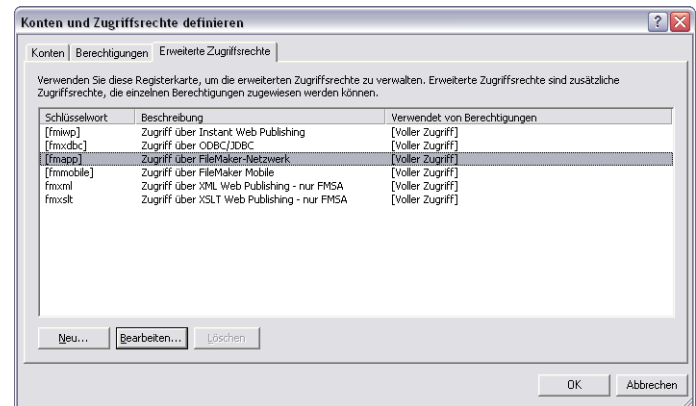 Konten und Zugriffsrechte definieren
Konten Berechtigungen Erweiterte Zugriffsrechte
Verwenden Sie diese Registerkarte, um die erweiterten Zugriffsrechte zu verwalten. Erweiterte Zugriffsrechte sind zusätzliche
Zugriffsrechte, die einzelnen Berechtigungen zugewiesen werden können.
Schlüsselwort Beschreibung Verwendet von Berechtigungen
[fmiwp] Zugriff über Instant Web Publishing [Voller Zugriff]
[fmxdbc] Zugriff über ODBC/JDBC [Voller Zugriff]
[fmapp] Zugriff über FileMaker-Netzwerk [Voller Zugriff]
[fmmobile] Zugriff über FileMaker Mobile [Voller Zugriff]
fmxml Zugriff über XML Web Publishing - nur FMSA [Voller Zugriff]
fmxslt Zugriff über XSLT Web Publishing - nur FMSA [Voller Zugriff]
Neu... Bearbeiten... Löschen
OK Abbrechen